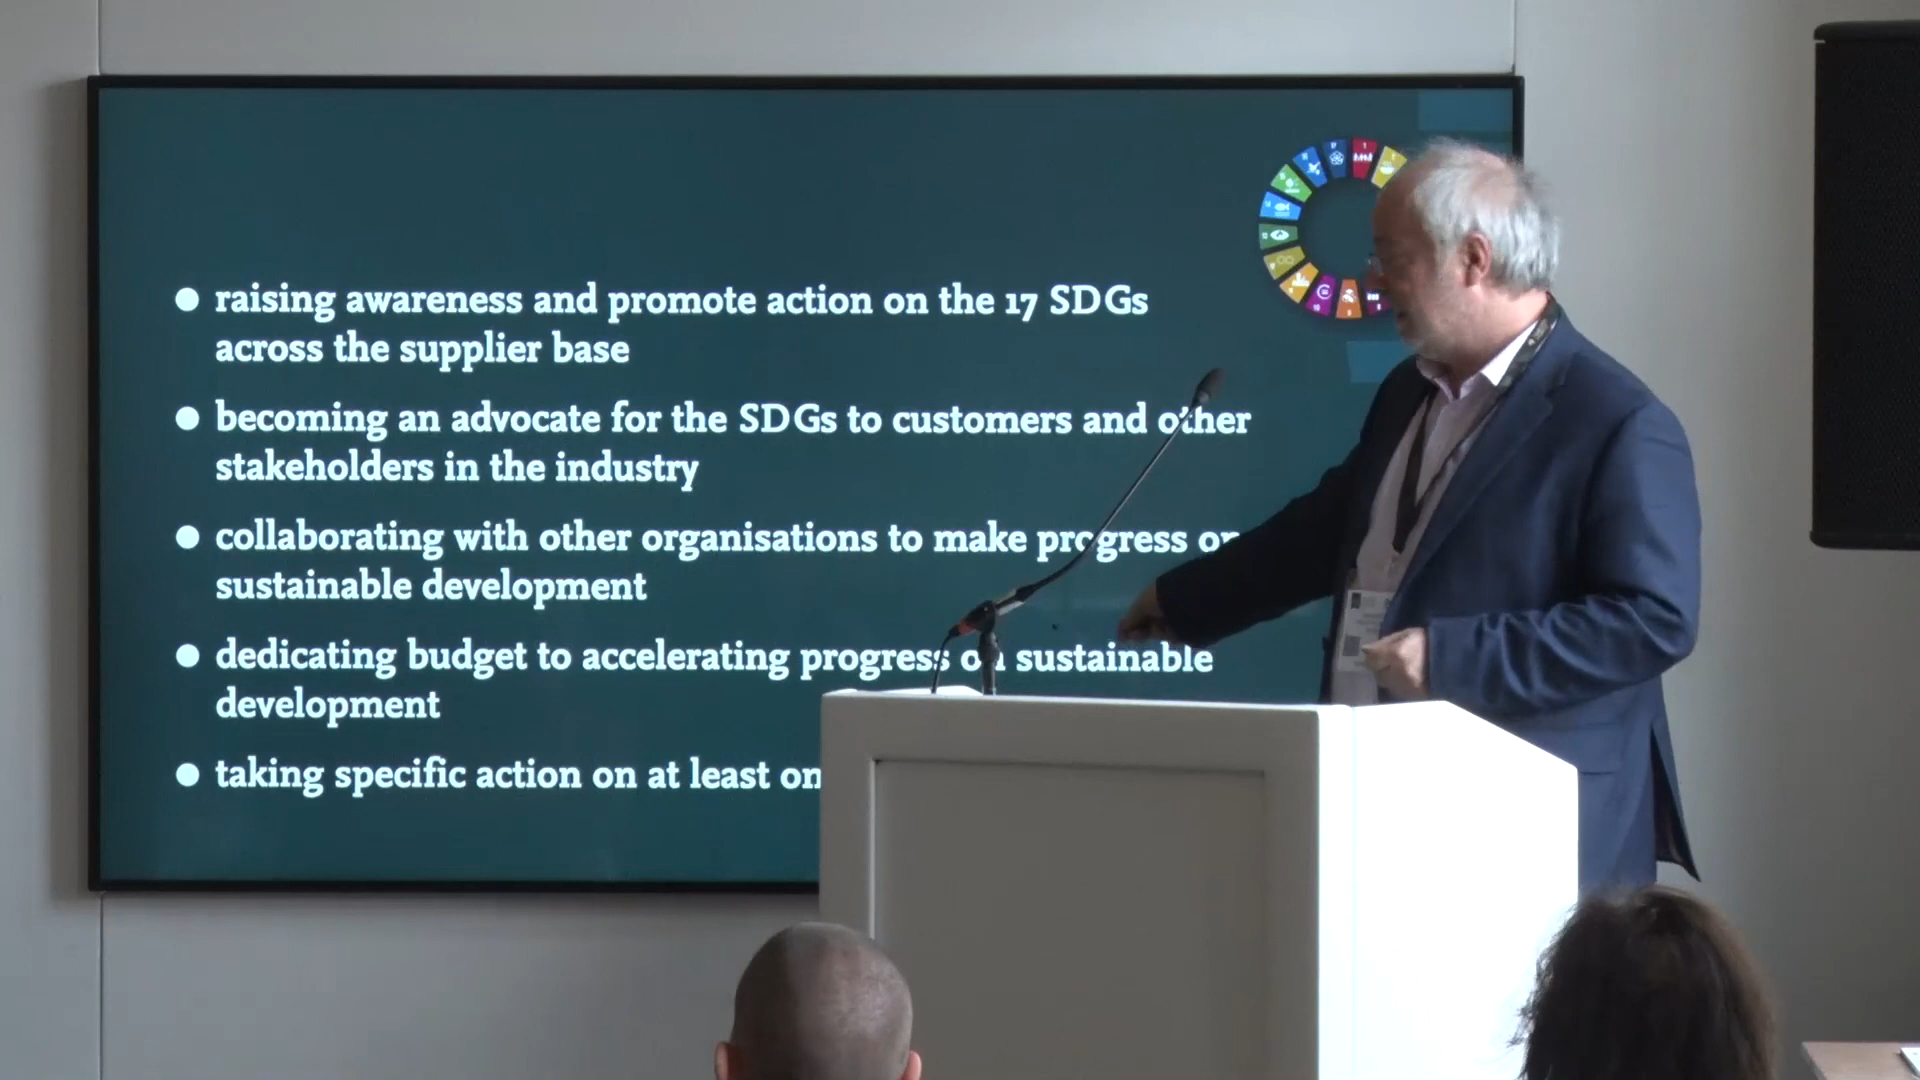 raising awareness and promote action on the 17 SDGs
across the supplier base
becoming an advocate for the SDGs to customers and other
stakeholders in the industry
collaborating with other organisations to make progress on
sustainable development
dedicating budget to accelerating progress on sustainable
development
taking specific action on at least